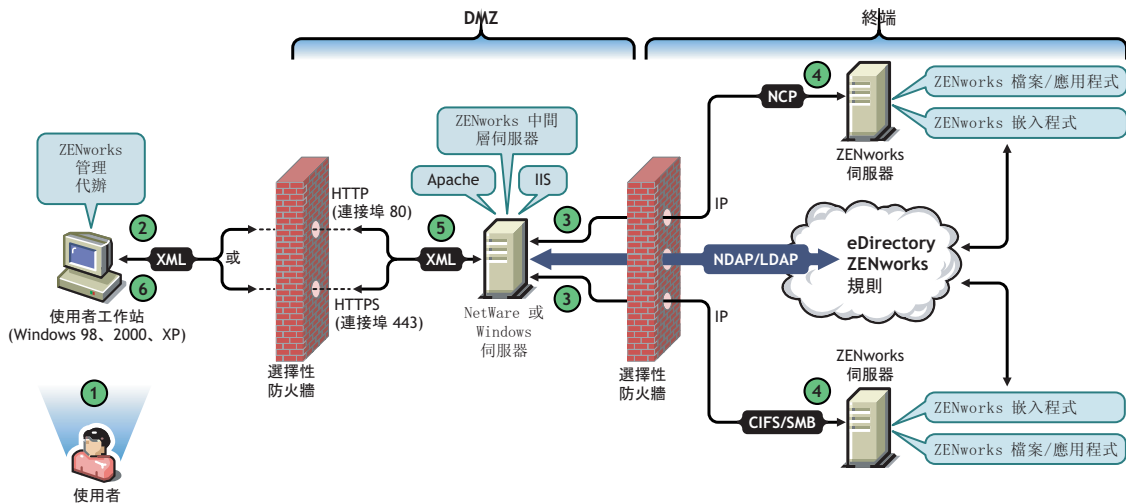 DMZ
終端
ZENworks
管理
代辦
2
XML
6
使用者工作站
(Windows 98、2000、XP)
1
使用者
或
HTTP
(連接埠 80)
HTTPS
(連接埠 443)
選擇性
防火牆
5
XML
ZENworks 中間
層伺服器
Apache
IIS
NetWare 或
Windows
伺服器
3
3
選擇性
防火牆
IP
NDAP/LDAP
IP
NCP
4
ZENworks
伺服器
ZENworks 檔案/應用程式
ZENworks 嵌入程式
eDirectory
ZENworks
規則
CIFS/SMB
4
ZENworks
伺服器
ZENworks 嵌入程式
ZENworks 檔案/應用程式